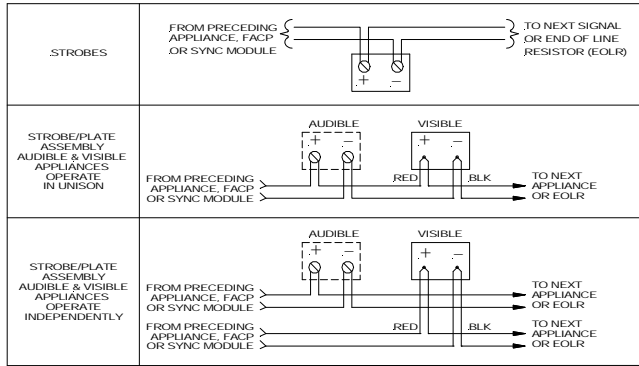 STROBES
FROM PRECEDING
APPLIANCE, FACP
OR SYNC MODULE
TO NEXT SIGNAL
OR END OF LINE
RESISTOR (EOLR)
+ −
STROBE/PLATE
ASSEMBLY
AUDIBLE & VISIBLE
APPLIANCES
OPERATE
IN UNISON
AUDIBLE VISIBLE
+ − + −
FROM PRECEDING
APPLIANCE, FACP
OR SYNC MODULE
RED BLK
TO NEXT
APPLIANCE
OR EOLR
STROBE/PLATE
ASSEMBLY
AUDIBLE & VISIBLE
APPLIANCES
OPERATE
INDEPENDENTLY
AUDIBLE VISIBLE
+ − + −
FROM PRECEDING
APPLIANCE, FACP
OR SYNC MODULE
TO NEXT
APPLIANCE
OR EOLR
FROM PRECEDING
APPLIANCE, FACP
OR SYNC MODULE
RED BLK
TO NEXT
APPLIANCE
OR EOLR